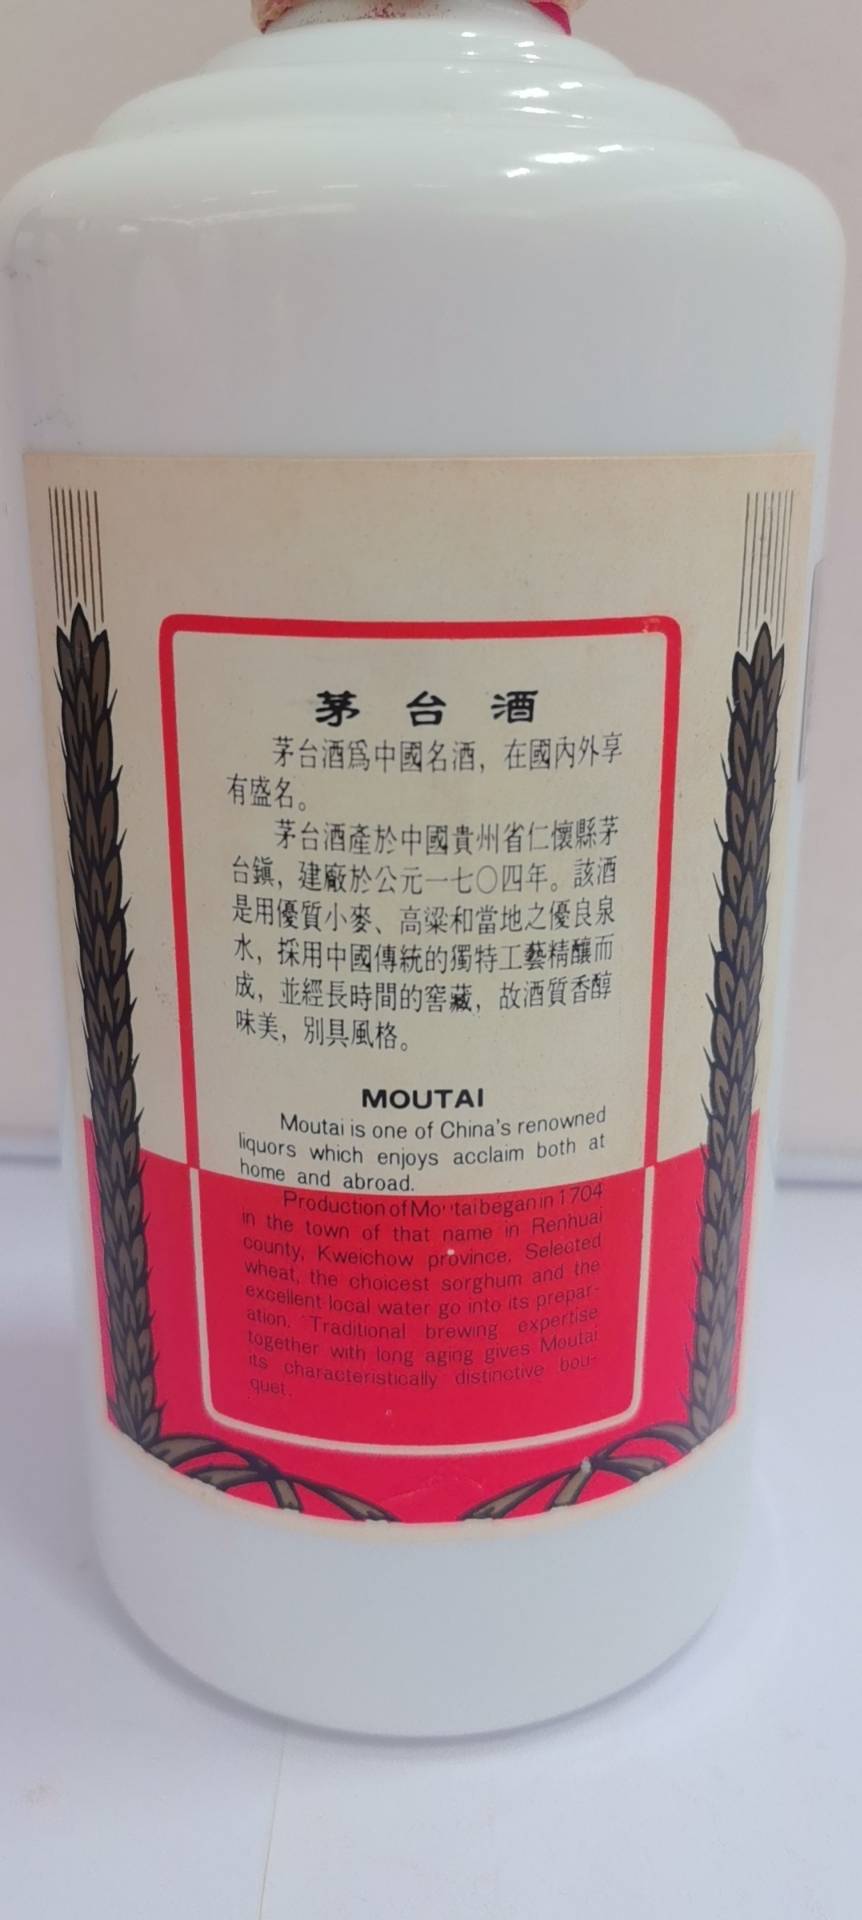 茅台酒
茅台酒爲中國名酒，在國內外享
有盛名。
茅台酒產於中國貴州省仁懷縣茅
台鎮，建廠於公元一七〇四年。該酒
是用優質小麥、高粱和當地之優良泉
水，採用中國傳統的獨特工藝精釀而
成，並經長時間的窖藏，故酒質香醇
味美，別具風格。
MOUTAI
Moutai is one of China's renowned
liquors which enjoys acclaim both at
home and abroad.
Production of Moutai began in 1704
in the town of that name in Renhuai
county, Kweichow province. Selected
wheat, the choicest sorghum and the
excellent local water go into its prepar-
ation. Traditional brewing expertise
together with long aging gives Moutai
its characteristically distinctive bou-
quet.